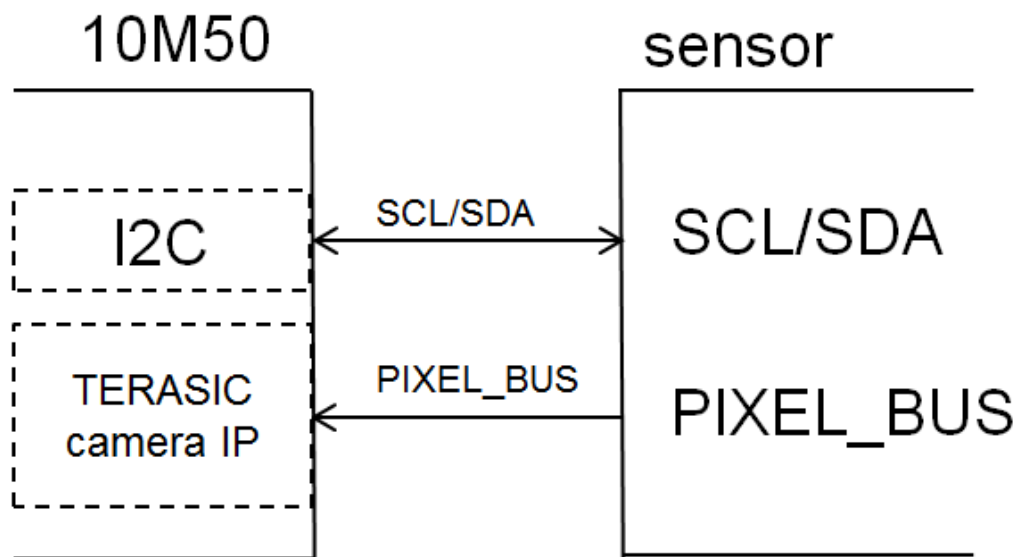 10M50
sensor
I2C
SCL/SDA
SCL/SDA
TERASIC
camera IP
PIXEL_BUS
PIXEL_BUS